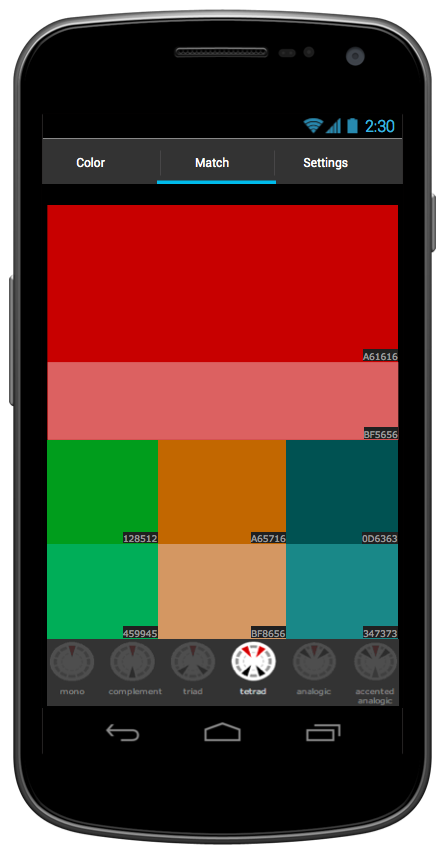 2:30
Color Match Settings
A61616
BF5656
128512 A65716 0D6363
459945 BF8656 347373
mono complement triad tetrad analogic accented
analogic